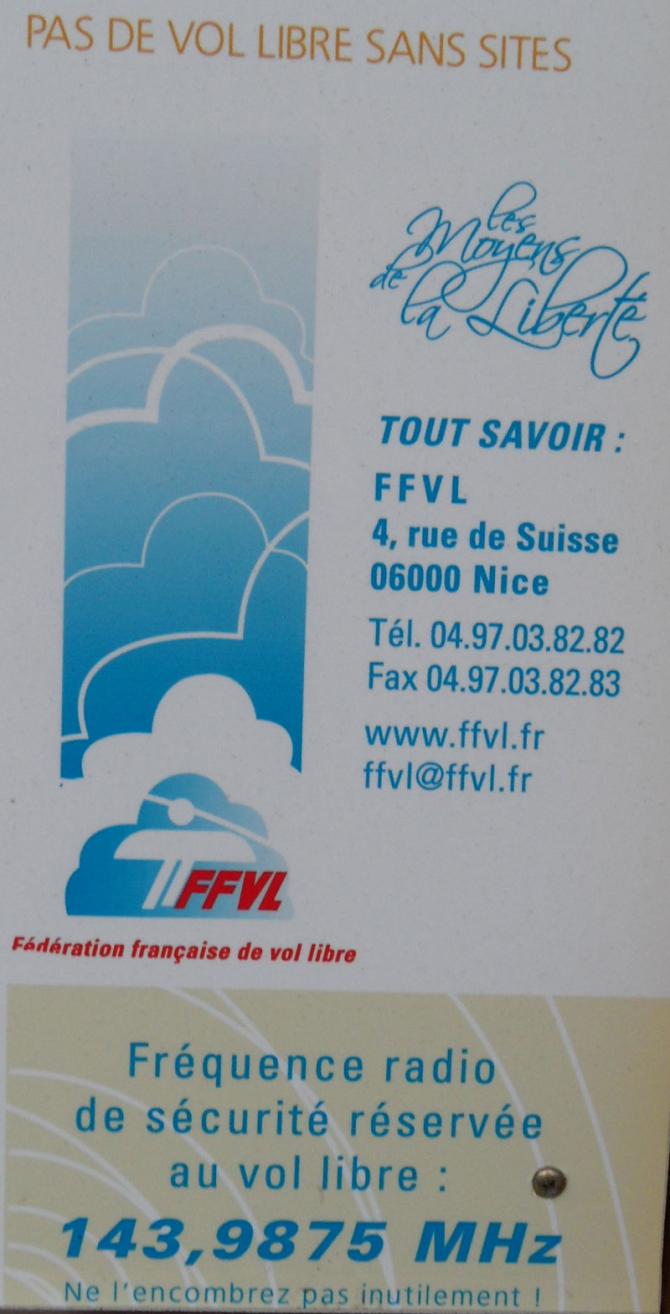 PAS DE VOL LIBRE SANS SITES
les
Moyens
de
la Liberté
TOUT SAVOIR :
FFVL
4, rue de Suisse
06000 Nice
Tél. 04.97.03.82.82
Fax 04.97.03.82.83
www.ffvl.fr
ffvl@ffvl.fr
FFVL
Fédération française de vol libre
Fréquence radio
de sécurité réservée
au vol libre :
143,9875 MHz
Ne l'encombrez pas inutilement !